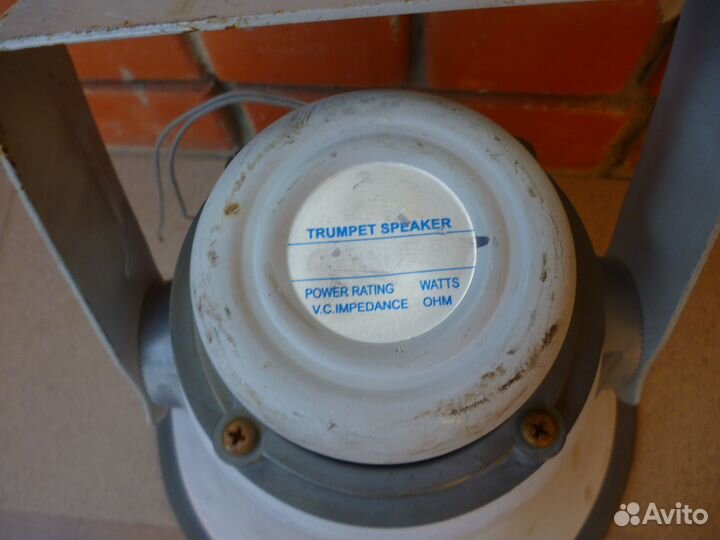 TRUMPET SPEAKER
POWER RATING WATTS
V.C.IMPEDANCE OHM
Avito